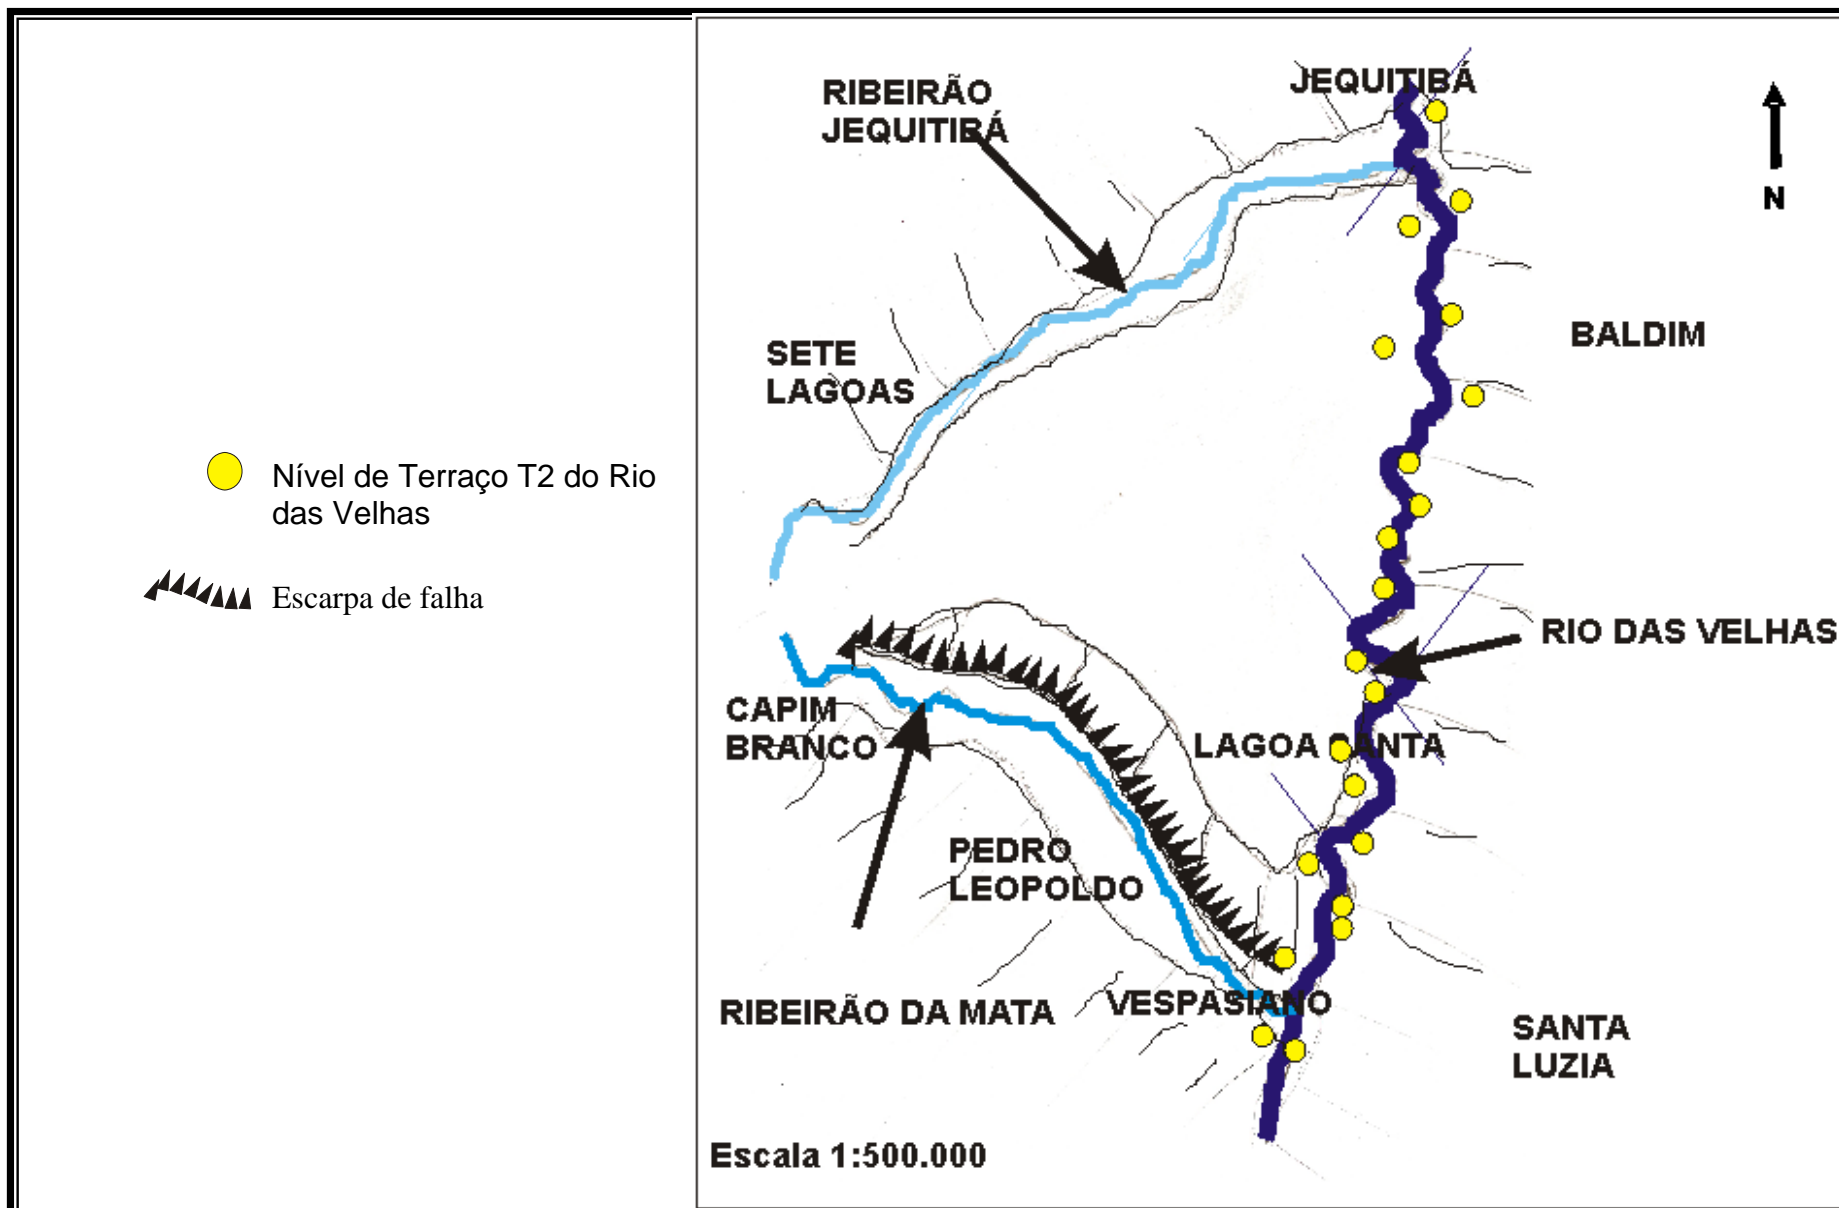 Nível de Terraço T2 do Rio
das Velhas
Escarpa de falha
RIBEIRÃO
JEQUITIBÁ
JEQUITIBÁ
N
BALDIM
SETE
LAGOAS
RIO DAS VELHAS
CAPIM
BRANCO
LAGOA SANTA
PEDRO
LEOPOLDO
RIBEIRÃO DA MATA
VESPASIANO
SANTA
LUZIA
Escala 1:500.000